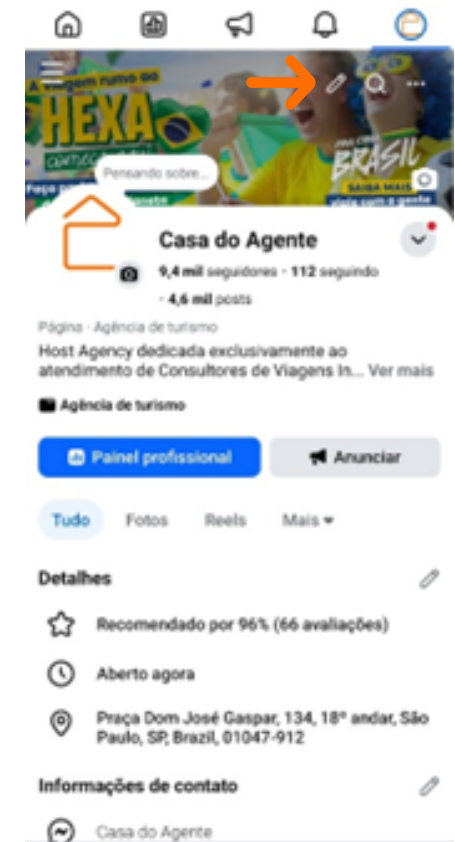 A viagem rumo ao
HEXA
BRASIL
SAIBA MAIS
Pensando sobre...
Casa do Agente
9,4 mil seguidores · 112 seguindo
· 4,6 mil posts
Página · Agência de turismo
Host Agency dedicada exclusivamente ao
atendimento de Consultores de Viagens In... Ver mais
Agência de turismo
Painel profissional
Anunciar
Tudo Fotos Reels Mais
Detalhes
Recomendado por 96% (66 avaliações)
Aberto agora
Praça Dom José Gaspar, 134, 18º andar, São
Paulo, SP, Brazil, 01047-912
Informações de contato
Casa do Agente